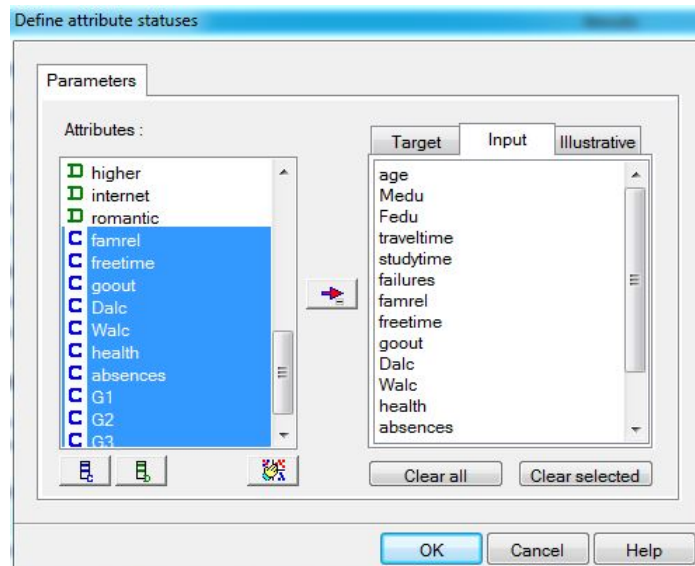 Define attribute statuses
Parameters
Attributes :
D higher
D internet
D romantic
C famrel
C freetime
C goout
C Dalc
C Walc
C health
C absences
C G1
C G2
C G3
Target Input Illustrative
age
Medu
Fedu
traveltime
studytime
failures
famrel
freetime
goout
Dalc
Walc
health
absences
Clear all Clear selected
OK Cancel Help